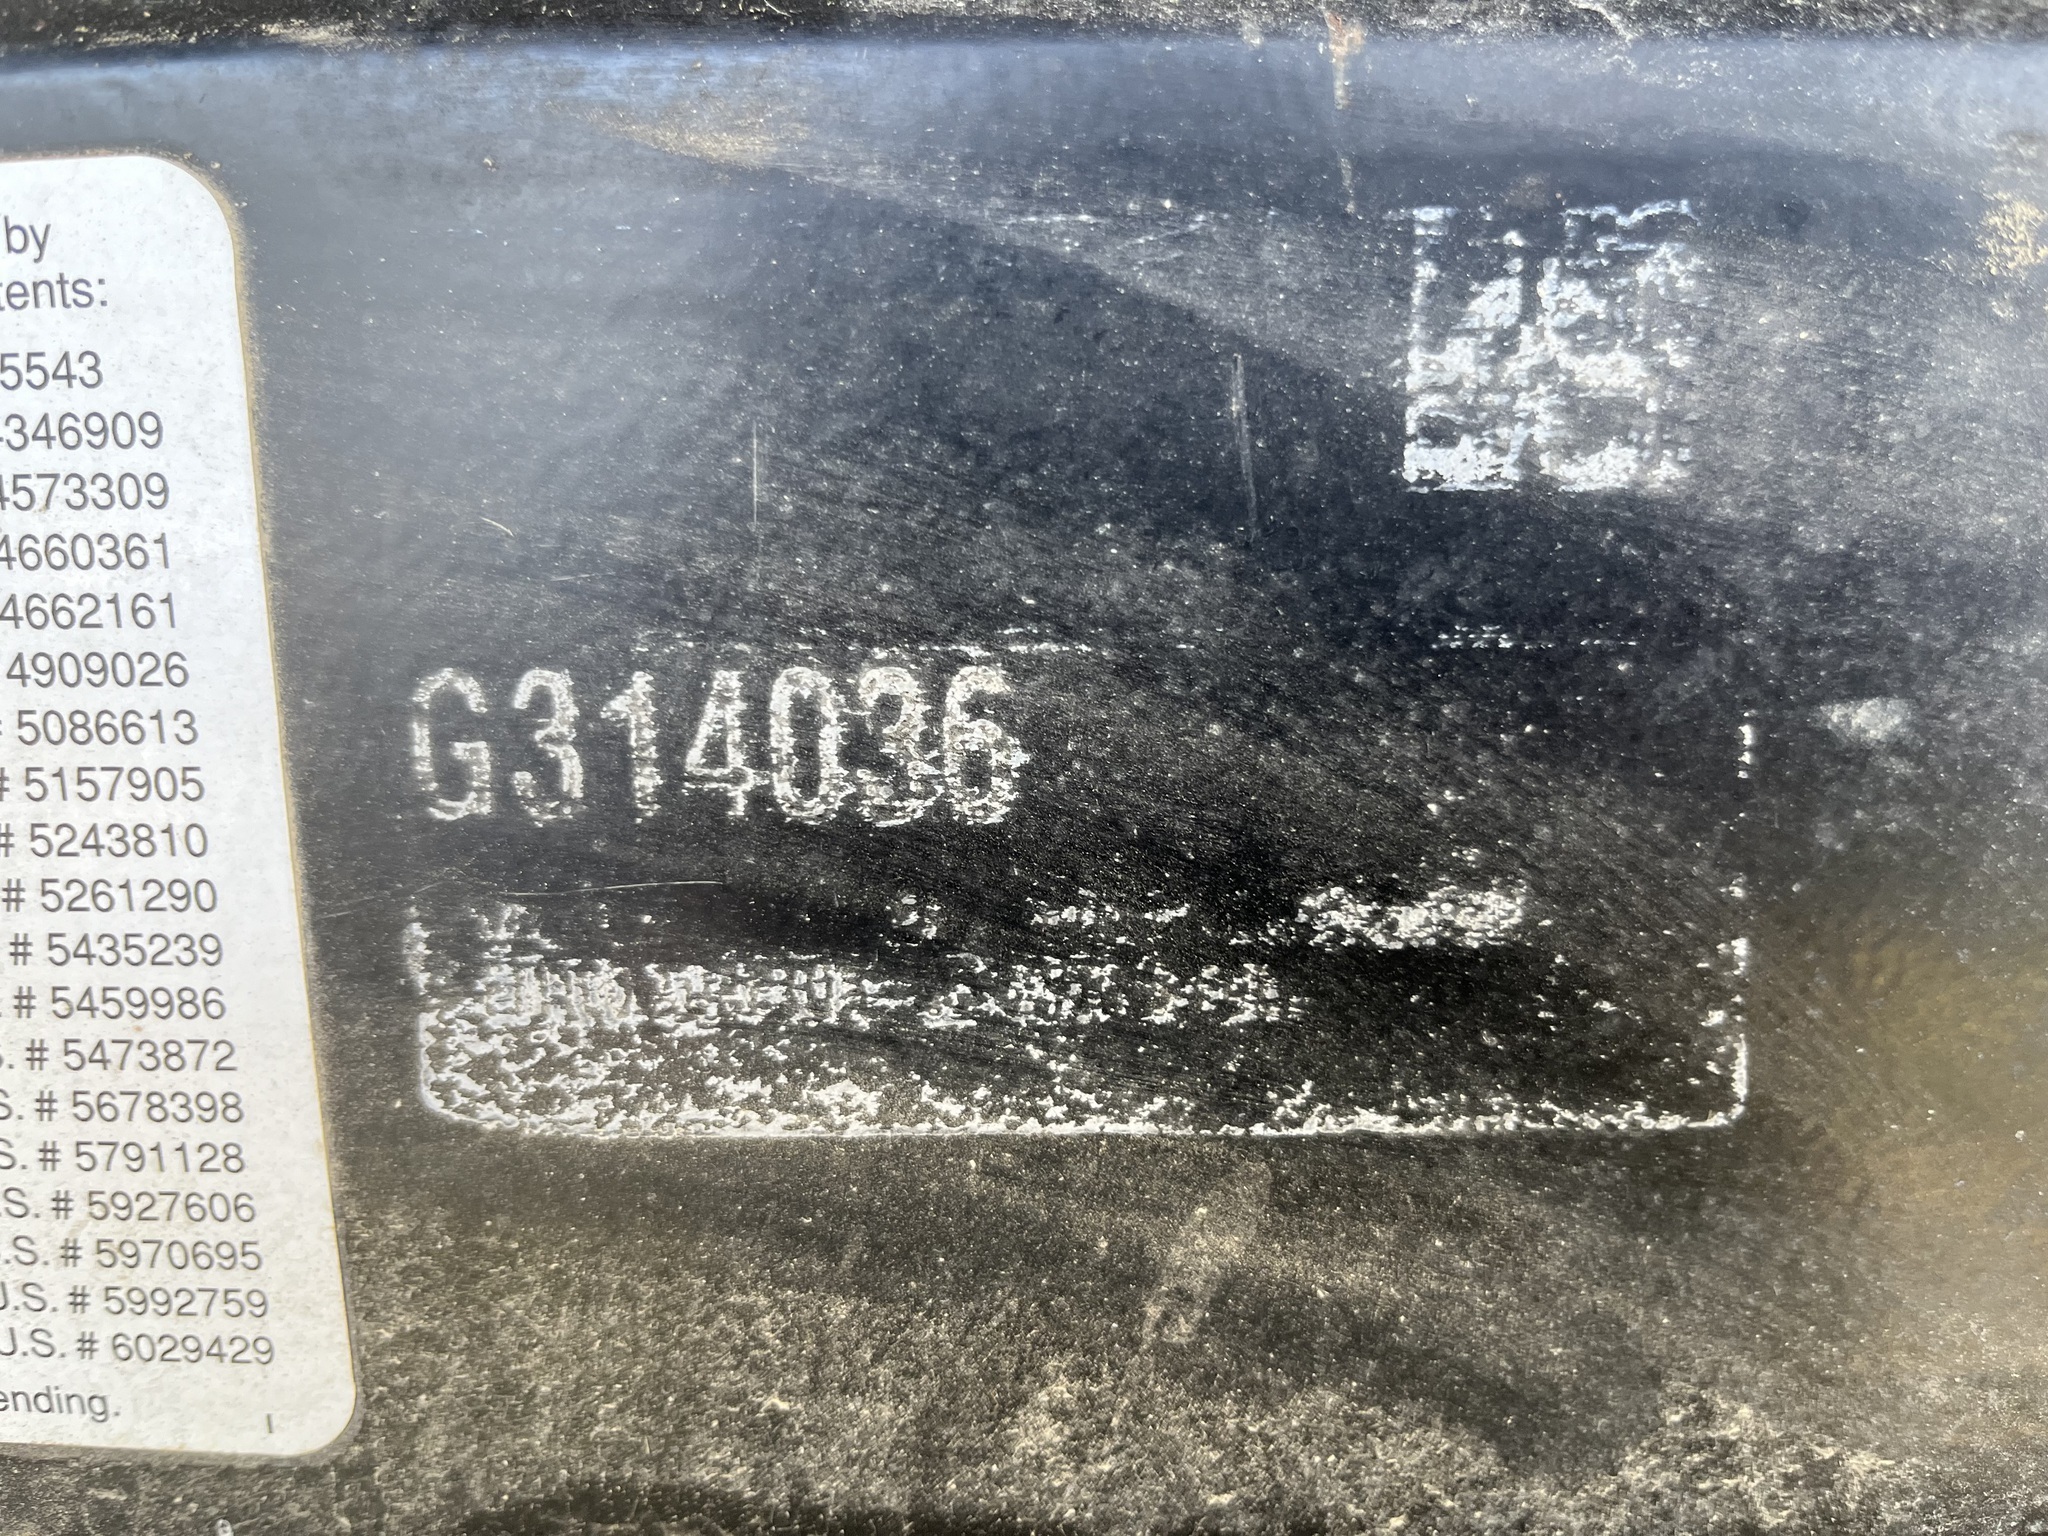 by
tents:
5543
4346909
4573309
4660361
4662161
4909026
# 5086613
# 5157905
# 5243810
# 5261290
# 5435239
# 5459986
S. # 5473872
S. # 5678398
S. # 5791128
.S. # 5927606
J.S. # 5970695
U.S. # 5992759
U.S. # 6029429
ending.
G314036